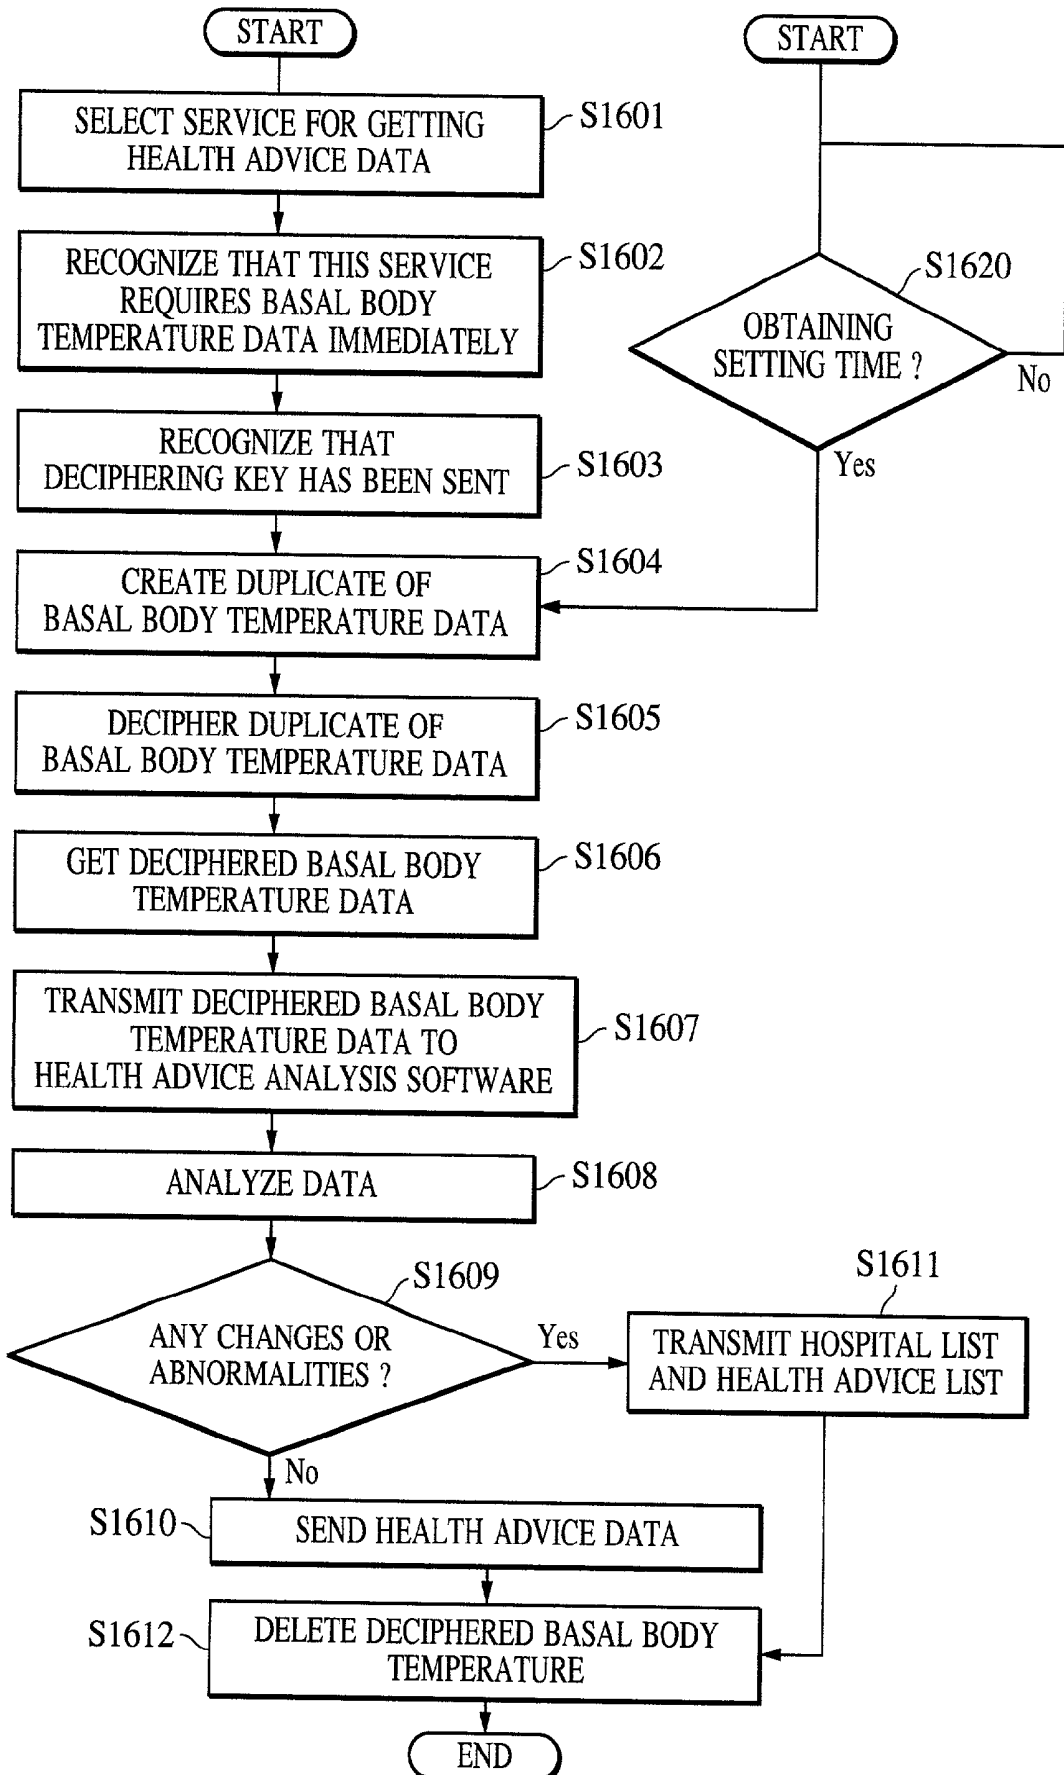 START
START
SELECT SERVICE FOR GETTING
HEALTH ADVICE DATA
S1601
RECOGNIZE THAT THIS SERVICE
REQUIRES BASAL BODY
TEMPERATURE DATA IMMEDIATELY
S1602
S1620
OBTAINING
SETTING TIME ?
No
Yes
RECOGNIZE THAT
DECIPHERING KEY HAS BEEN SENT
S1603
CREATE DUPLICATE OF
BASAL BODY TEMPERATURE DATA
S1604
DECIPHER DUPLICATE OF
BASAL BODY TEMPERATURE DATA
S1605
GET DECIPHERED BASAL BODY
TEMPERATURE DATA
S1606
TRANSMIT DECIPHERED BASAL BODY
TEMPERATURE DATA TO
HEALTH ADVICE ANALYSIS SOFTWARE
S1607
ANALYZE DATA
S1608
S1609
ANY CHANGES OR
ABNORMALITIES ?
Yes
No
S1611
TRANSMIT HOSPITAL LIST
AND HEALTH ADVICE LIST
S1610
SEND HEALTH ADVICE DATA
S1612
DELETE DECIPHERED BASAL BODY
TEMPERATURE
END